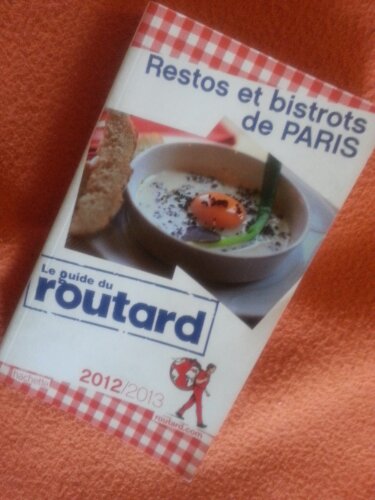 Restos et bistrots
de PARIS
Le guide du
routard
hachette
2012/2013
routard.com